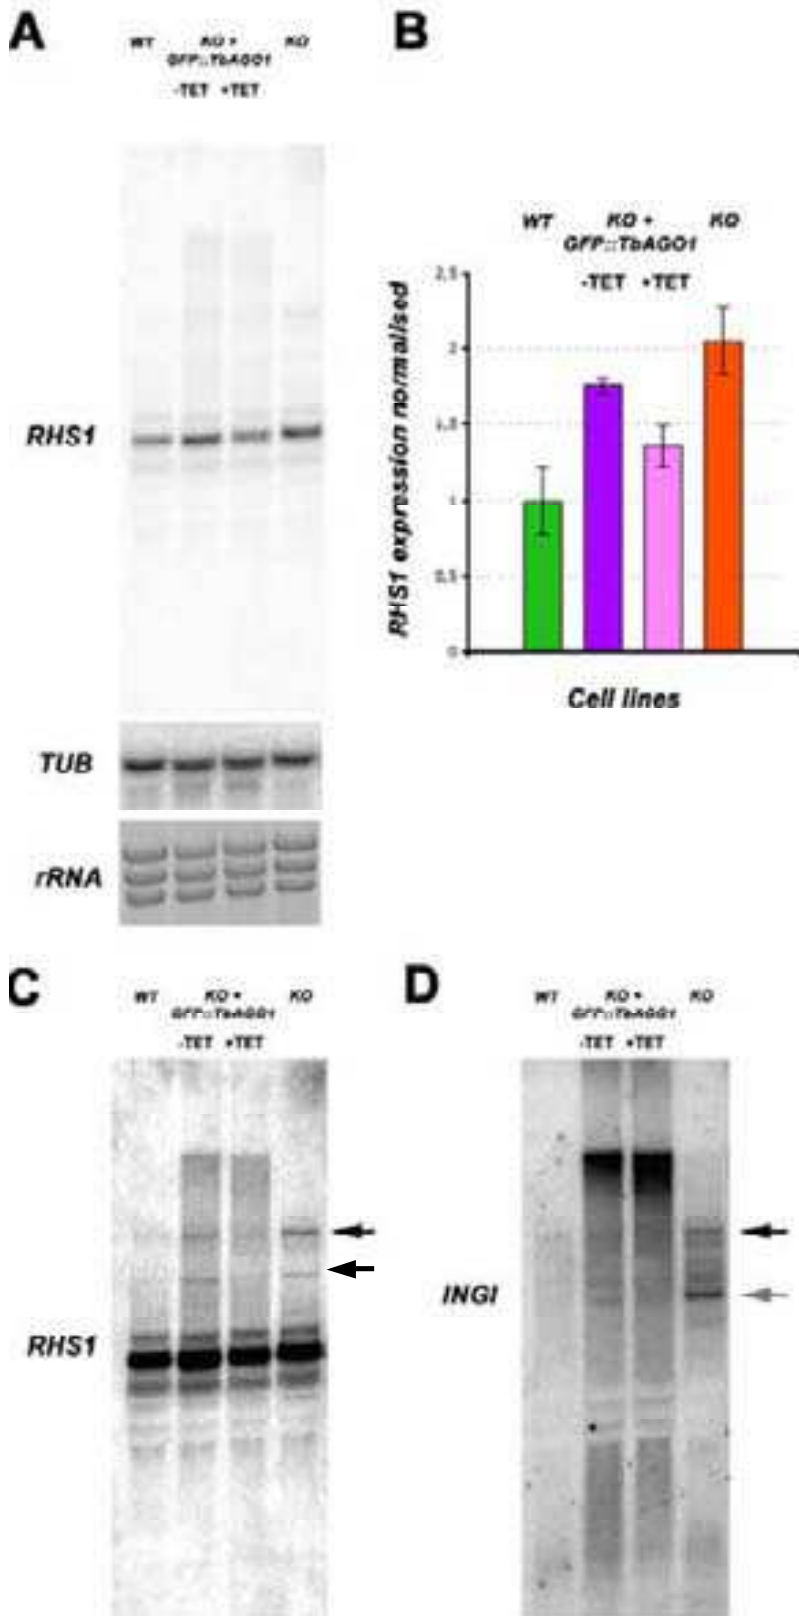 A
WT KO + KO
GFP::TbAGO1
-TET +TET
RHS1
TUB
rRNA
B
WT KO + KO
GFP::TbAGO1
-TET +TET
RHS1 expression normalised
2,5
2
1,5
1
0,5
0
Cell lines
C
WT KO + KO
GFP::TbAGO1
-TET +TET
RHS1
D
WT KO + KO
GFP::TbAGO1
-TET +TET
INGI